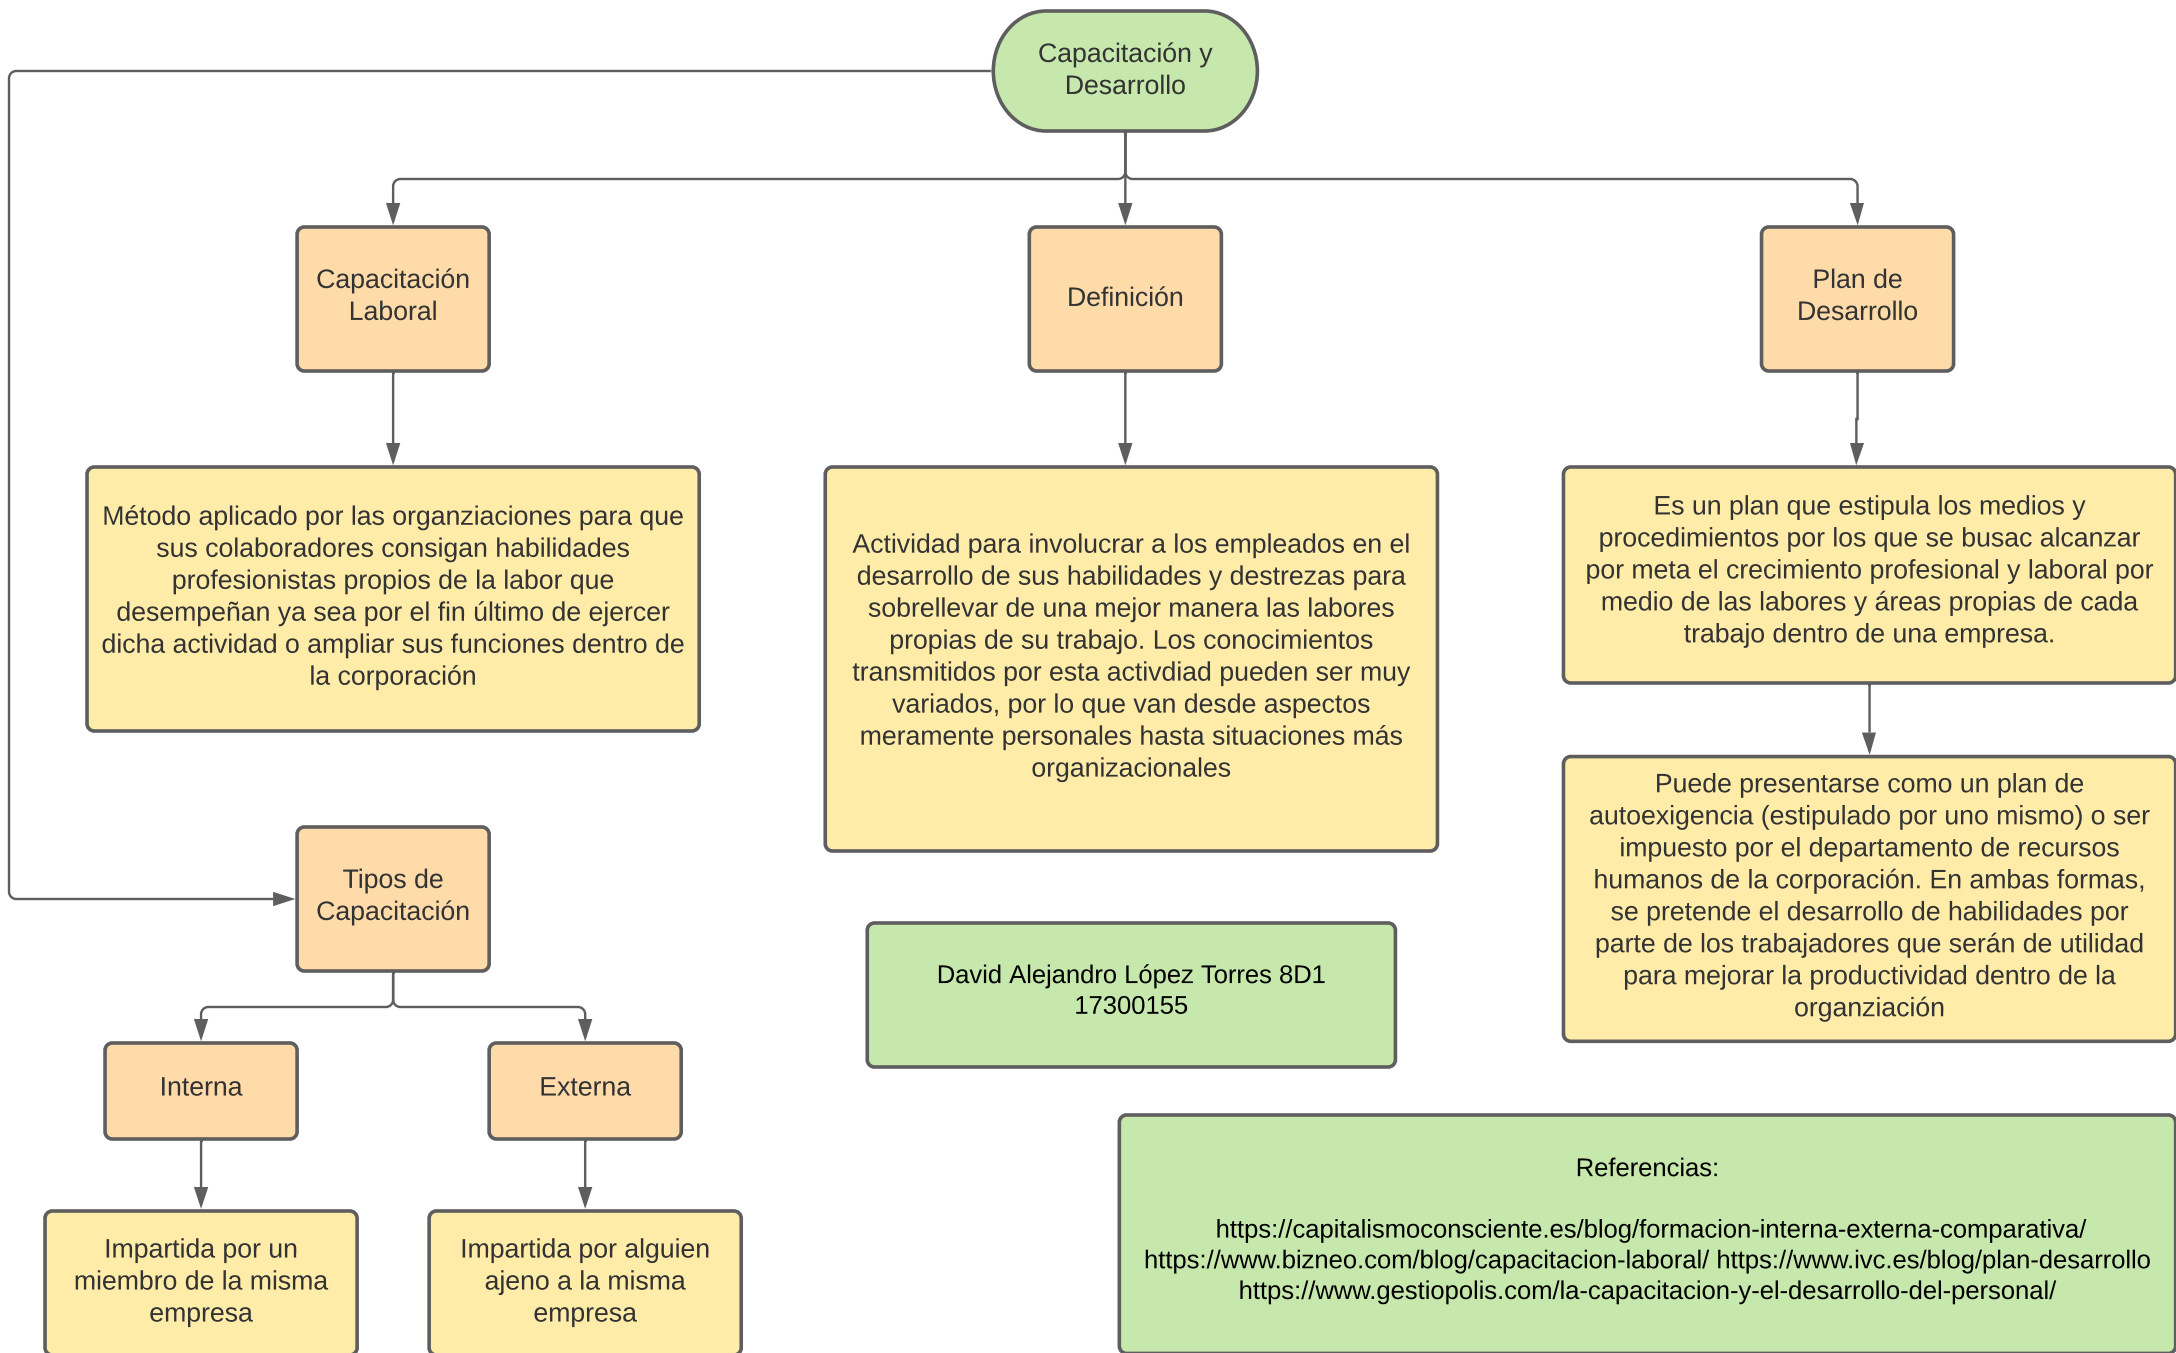 Capacitación y
Desarrollo
Capacitación
Laboral
Definición
Plan de
Desarrollo
Método aplicado por las organziaciones para que
sus colaboradores consigan habilidades
profesionistas propios de la labor que
desempeñan ya sea por el fin último de ejercer
dicha actividad o ampliar sus funciones dentro de
la corporación
Actividad para involucrar a los empleados en el
desarrollo de sus habilidades y destrezas para
sobrellevar de una mejor manera las labores
propias de su trabajo. Los conocimientos
transmitidos por esta activdiad pueden ser muy
variados, por lo que van desde aspectos
meramente personales hasta situaciones más
organizacionales
Es un plan que estipula los medios y
procedimientos por los que se busac alcanzar
por meta el crecimiento profesional y laboral por
medio de las labores y áreas propias de cada
trabajo dentro de una empresa.
Puede presentarse como un plan de
autoexigencia (estipulado por uno mismo) o ser
impuesto por el departamento de recursos
humanos de la corporación. En ambas formas,
se pretende el desarrollo de habilidades por
parte de los trabajadores que serán de utilidad
para mejorar la productividad dentro de la
organziación
Tipos de
Capacitación
Interna
Externa
Impartida por un
miembro de la misma
empresa
Impartida por alguien
ajeno a la misma
empresa
David Alejandro López Torres 8D1
17300155
Referencias:
https://capitalismoconsciente.es/blog/formacion-interna-externa-comparativa/
https://www.bizneo.com/blog/capacitacion-laboral/ https://www.ivc.es/blog/plan-desarrollo
https://www.gestiopolis.com/la-capacitacion-y-el-desarrollo-del-personal/